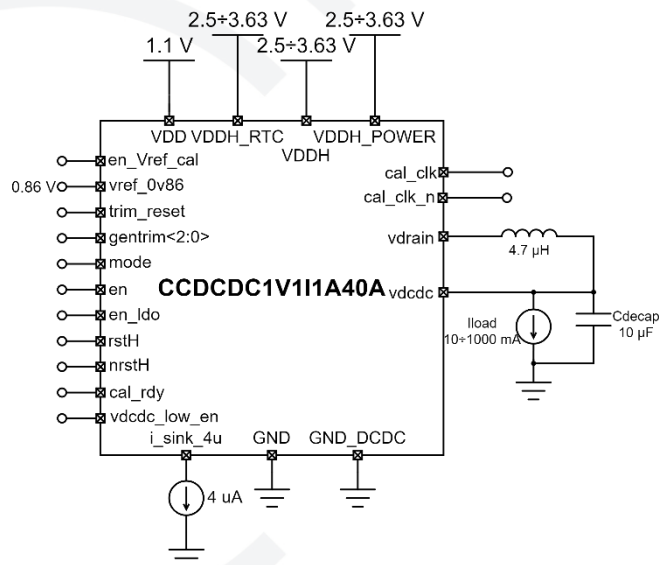 2.5÷3.63 V
2.5÷3.63 V
1.1 V
2.5÷3.63 V
VDD
VDDH_RTC
VDDH_POWER
VDDH
en_Vref_cal
0.86 V
vref_0v86
trim_reset
gentrim<2:0>
mode
en
en_ldo
rstH
nrstH
cal_rdy
vdcdc_low_en
CCDCDC1V1I1A40A
cal_clk
cal_clk_n
vdrain
4.7 µH
vdcdc
Iload
10÷1000 mA
Cdecap
10 µF
i_sink_4u
GND
GND_DCDC
4 uA